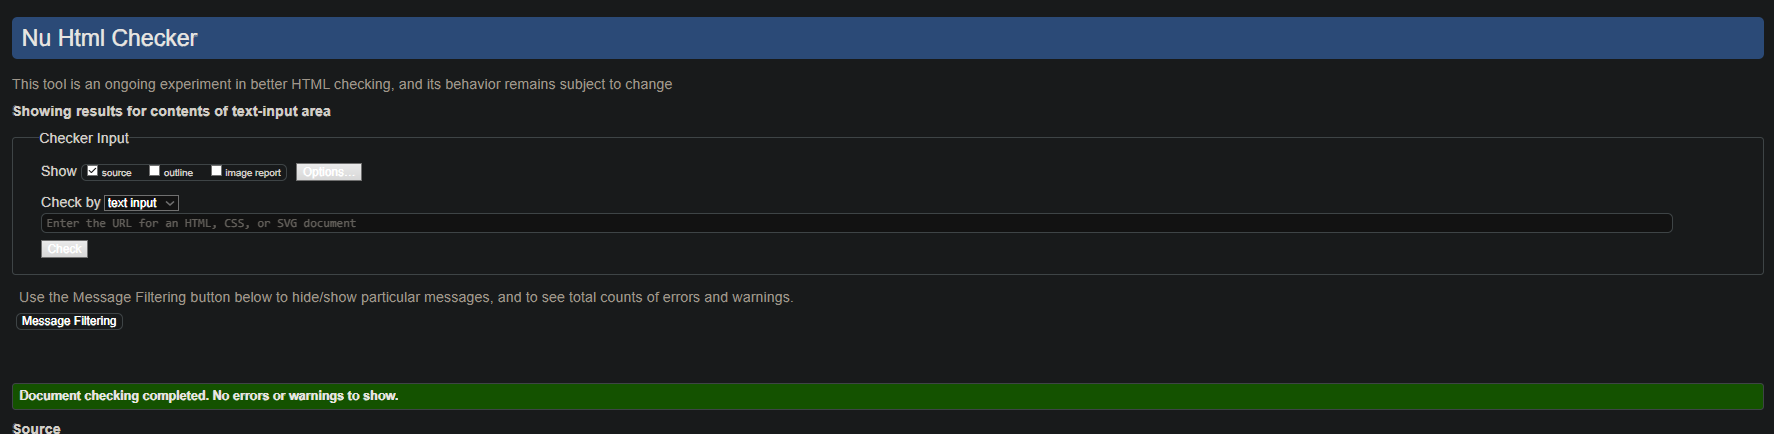 Nu Html Checker
This tool is an ongoing experiment in better HTML checking, and its behavior remains subject to change
Showing results for contents of text-input area
Checker Input
Show source outline image report Options...
Check by text input
Enter the URL for an HTML, CSS, or SVG document
Check
Use the Message Filtering button below to hide/show particular messages, and to see total counts of errors and warnings.
Message Filtering
Document checking completed. No errors or warnings to show.
Source